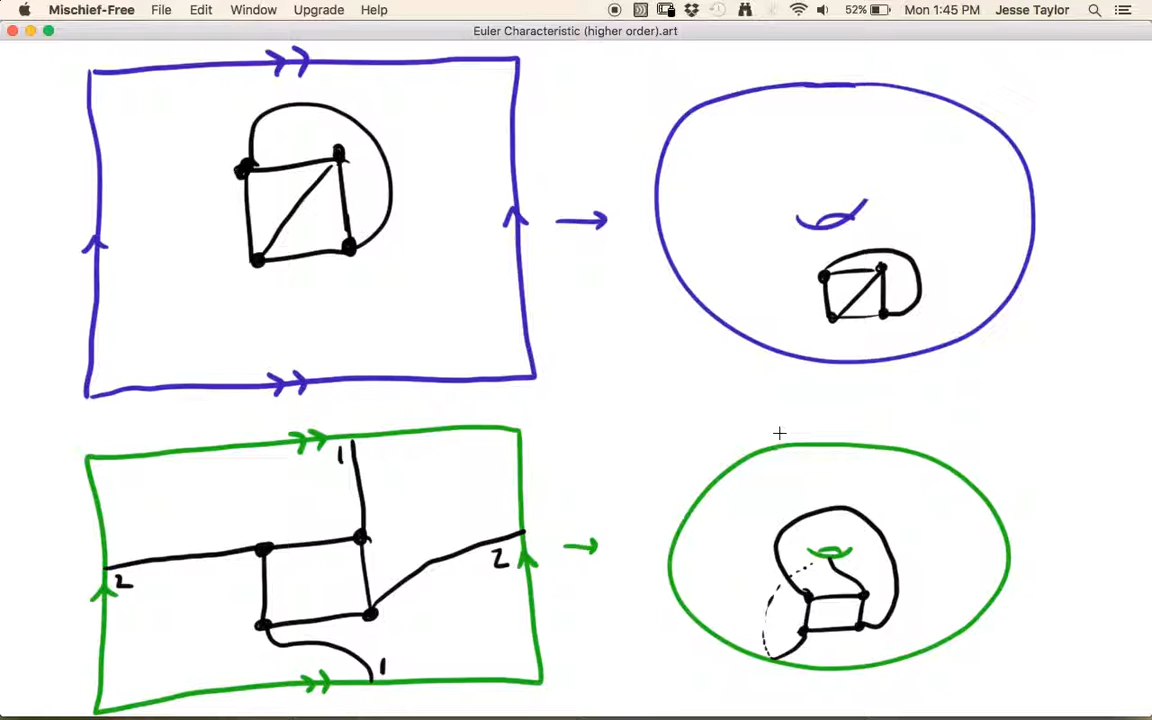 Mischief-Free File Edit Window Upgrade Help 52% Mon 1:45 PM Jesse Taylor
Euler Characteristic (higher order).art
1
2
2
1